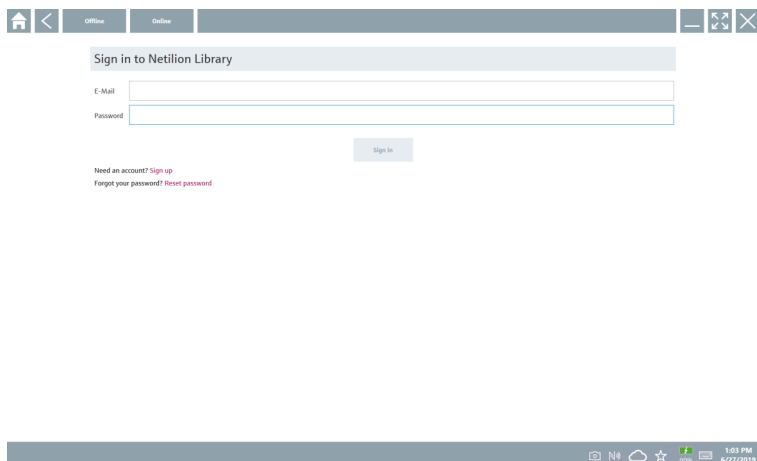 Offline Online
Sign in to Netilion Library
E-Mail
Password
Sign in
Need an account? Sign up
Forgot your password? Reset password
1:03 PM
6/27/2019